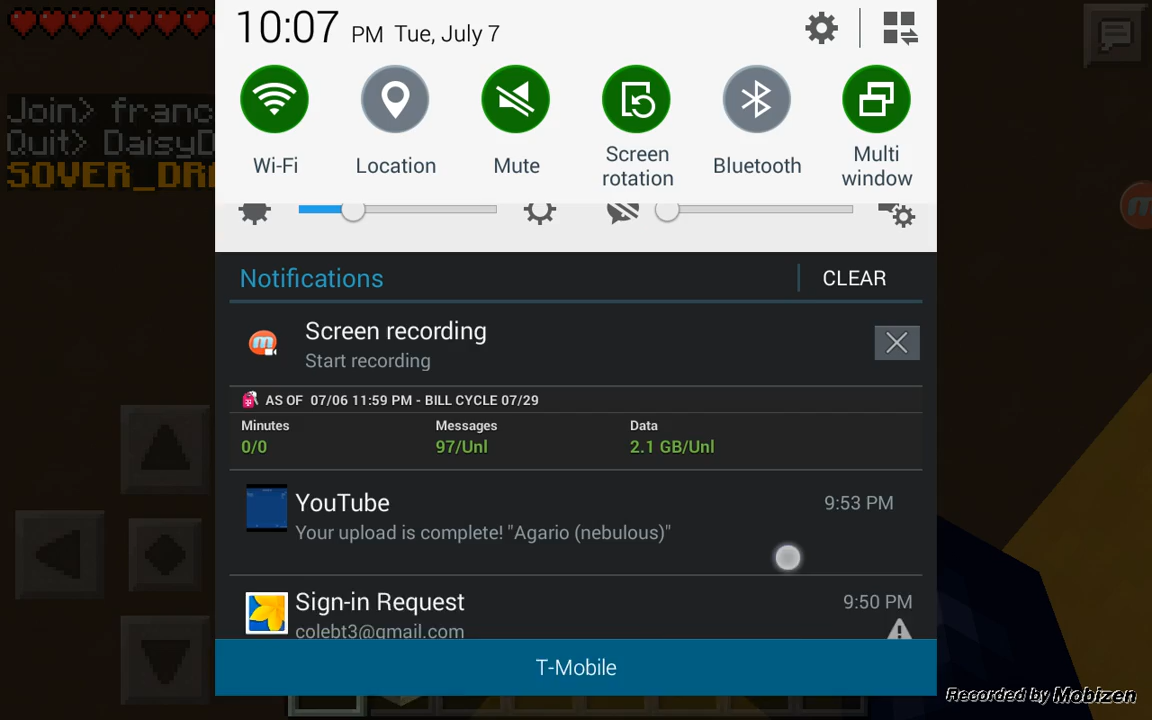 10:07 PM Tue, July 7
Wi-Fi
Location
Mute
Screen
rotation
Bluetooth
Multi
window
Join> franc
Quit> DaisyD
SOVER_DR
Notifications
CLEAR
Screen recording
Start recording
AS OF 07/06 11:59 PM - BILL CYCLE 07/29
Minutes Messages Data
0/0 97/Unl 2.1 GB/Unl
YouTube 9:53 PM
Your upload is complete! "Agario (nebulous)"
Sign-in Request 9:50 PM
colebt3@gmail.com
T-Mobile
Recorded by Mobizen